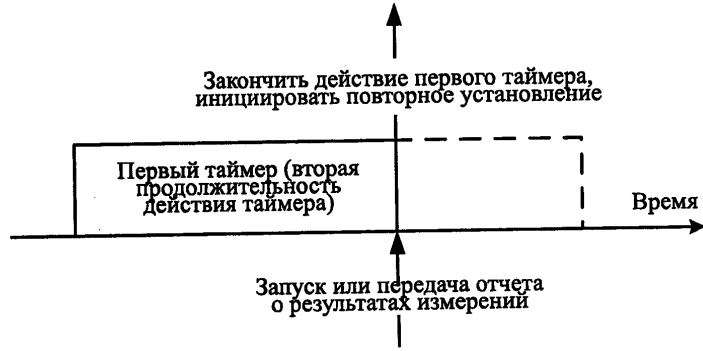 Закончить действие первого таймера,
инициировать повторное установление
Первый таймер (вторая
продолжительность
действия таймера)
Время
Запуск или передача отчета
о результатах измерений